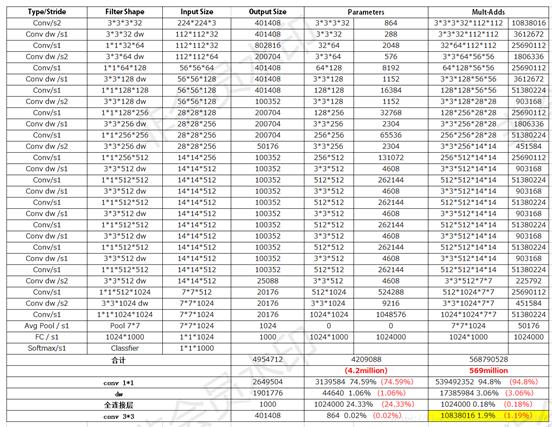 Type/Stride Filter Shape Input Size Output Size Parameters Mult-Adds
Conv/s2 3*3*3*32 224*224*3 401408 3*3*3*32 864 3*3*3*32*112*112 10838016
Conv dw /s1 3*3*32 dw 112*112*32 401408 3*3*32 288 3*3*32*112*112 3612672
Conv/s1 1*1*32*64 112*112*32 802816 32*64 2048 32*64*112*112 25690112
Conv dw /s2 3*3*64 dw 112*112*64 200704 3*3*64 576 3*3*64*56*56 1806336
Conv/s1 1*1*64*128 56*56*64 401408 64*128 8192 64*128*56*56 25690112
Conv dw /s1 3*3*128 dw 56*56*128 401408 3*3*128 1152 3*3*128*56*56 3612672
Conv/s1 1*1*128*128 56*56*128 401408 128*128 16384 128*128*56*56 51380224
Conv dw /s2 3*3*128 dw 56*56*128 100352 3*3*128 1152 3*3*128*28*28 903168
Conv/s1 1*1*128*256 28*28*128 200704 128*256 32768 128*256*28*28 25690112
Conv dw /s1 3*3*256 dw 28*28*256 200704 3*3*256 2304 3*3*256*28*28 1806336
Conv/s1 1*1*256*256 28*28*256 200704 256*256 65536 256*256*28*28 51380224
Conv dw /s2 3*3*256 dw 28*28*256 50176 3*3*256 2304 3*3*256*14*14 451584
Conv/s1 1*1*256*512 14*14*256 100352 256*512 131072 256*512*14*14 25690112
Conv dw /s1 3*3*512 dw 14*14*512 100352 3*3*512 4608 3*3*512*14*14 903168
Conv/s1 1*1*512*512 14*14*512 100352 512*512 262144 512*512*14*14 51380224
Conv dw /s1 3*3*512 dw 14*14*512 100352 3*3*512 4608 3*3*512*14*14 903168
Conv/s1 1*1*512*512 14*14*512 100352 512*512 262144 512*512*14*14 51380224
Conv dw /s1 3*3*512 dw 14*14*512 100352 3*3*512 4608 3*3*512*14*14 903168
Conv/s1 1*1*512*512 14*14*512 100352 512*512 262144 512*512*14*14 51380224
Conv dw /s1 3*3*512 dw 14*14*512 100352 3*3*512 4608 3*3*512*14*14 903168
Conv/s1 1*1*512*512 14*14*512 100352 512*512 262144 512*512*14*14 51380224
Conv dw /s1 3*3*512 dw 14*14*512 100352 3*3*512 4608 3*3*512*14*14 903168
Conv/s1 1*1*512*512 14*14*512 100352 512*512 262144 512*512*14*14 51380224
Conv dw /s2 3*3*512 dw 14*14*512 25088 3*3*512 4608 3*3*512*7*7 225792
Conv/s1 1*1*512*1024 7*7*512 20176 512*1024 524288 512*1024*7*7 25690112
Conv dw /s2 3*3*1024 dw 7*7*1024 20176 3*3*1024 9216 3*3*1024*7*7 451584
Conv/s1 1*1*1024*1024 7*7*1024 20176 1024*1024 1048576 1024*1024*7*7 51380224
Avg Pool / s1 Pool 7*7 7*7*1024 1024 0 0 7*7*1024 50176
FC / s1 1024*1000 1*1*1024 1000 1024*1000 1024000 1024*1000 1024000
Softmax/s1 Classfier 1*1*1000
合计 4954712 4209088 568790528
(4.2million) 569million
conv 1*1 2649504 3139584 74.59% (74.59%) 539492352 94.8% (94.8%)
dw 1901776 44640 1.06% (1.06%) 17385984 3.06% (3.06%)
全连接层 1000 1024000 24.33% (24.33%) 1024000 0.18% (0.18%)
conv 3*3 401408 864 0.02% (0.02%) 10838016 1.9% (1.19%)